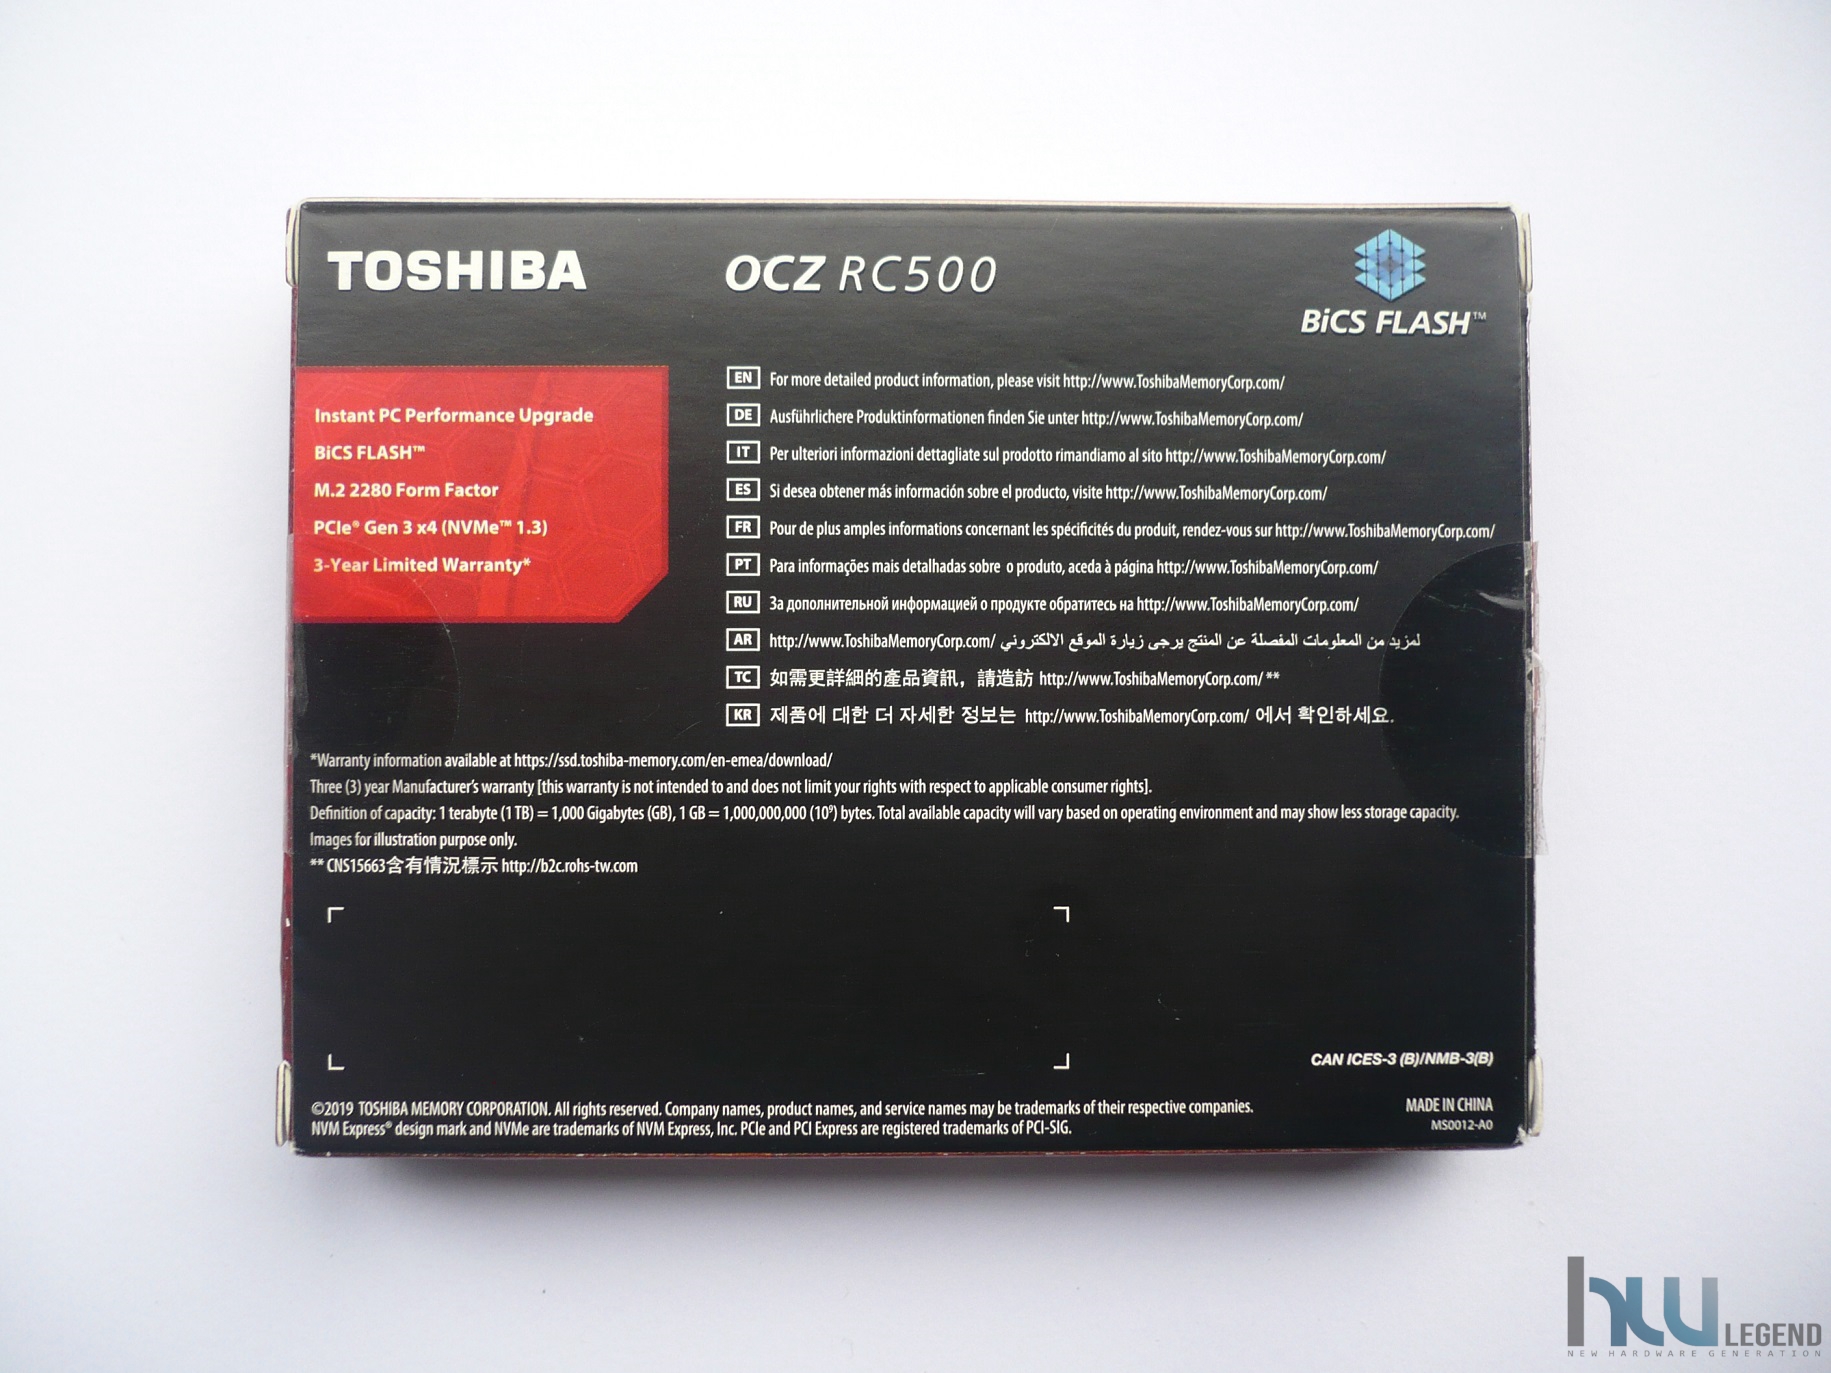 TOSHIBA
OCZ RC500
BiCS FLASH™
Instant PC Performance Upgrade
BiCS FLASH™
M.2 2280 Form Factor
PCIe® Gen 3 x4 (NVMe™ 1.3)
3-Year Limited Warranty*
EN For more detailed product information, please visit http://www.ToshibaMemoryCorp.com/
DE Ausführlichere Produktinformationen finden Sie unter http://www.ToshibaMemoryCorp.com/
IT Per ulteriori informazioni dettagliate sul prodotto rimandiamo al sito http://www.ToshibaMemoryCorp.com/
ES Si desea obtener más información sobre el producto, visite http://www.ToshibaMemoryCorp.com/
FR Pour de plus amples informations concernant les spécificités du produit, rendez-vous sur http://www.ToshibaMemoryCorp.com/
PT Para informações mais detalhadas sobre o produto, aceda à página http://www.ToshibaMemoryCorp.com/
RU За дополнительной информацией о продукте обратитесь на http://www.ToshibaMemoryCorp.com/
AR لمزيد من المعلومات المفصلة عن المنتج يرجى زيارة الموقع الالكتروني http://www.ToshibaMemoryCorp.com/
TC 如需更詳細的產品資訊，請造訪 http://www.ToshibaMemoryCorp.com/ **
KR 제품에 대한 더 자세한 정보는 http://www.ToshibaMemoryCorp.com/ 에서 확인하세요.
*Warranty information available at https://ssd.toshiba-memory.com/en-emea/download/
Three (3) year Manufacturer's warranty [this warranty is not intended to and does not limit your rights with respect to applicable consumer rights].
Definition of capacity: 1 terabyte (1 TB) = 1,000 Gigabytes (GB), 1 GB = 1,000,000,000 (10⁹) bytes. Total available capacity will vary based on operating environment and may show less storage capacity.
Images for illustration purpose only.
** CNS15663含有情況標示 http://b2c.rohs-tw.com
CAN ICES-3 (B)/NMB-3(B)
©2019 TOSHIBA MEMORY CORPORATION. All rights reserved. Company names, product names, and service names may be trademarks of their respective companies.
NVM Express® design mark and NVMe are trademarks of NVM Express, Inc. PCIe and PCI Express are registered trademarks of PCI-SIG.
MADE IN CHINA
MS0012-A0
hw LEGEND
NEW HARDWARE GENERATION